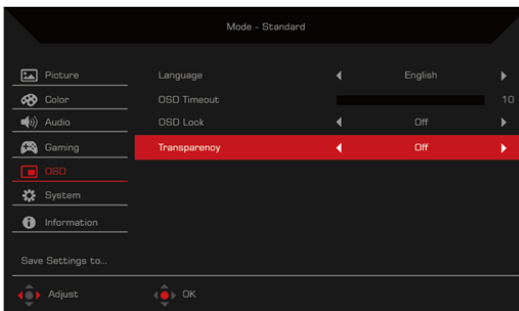 Mode - Standard
Picture
Language English
Color
OSD Timeout 10
Audio
OSD Lock Off
Gaming
Transparency Off
OSD
System
Information
Save Settings to...
Adjust OK